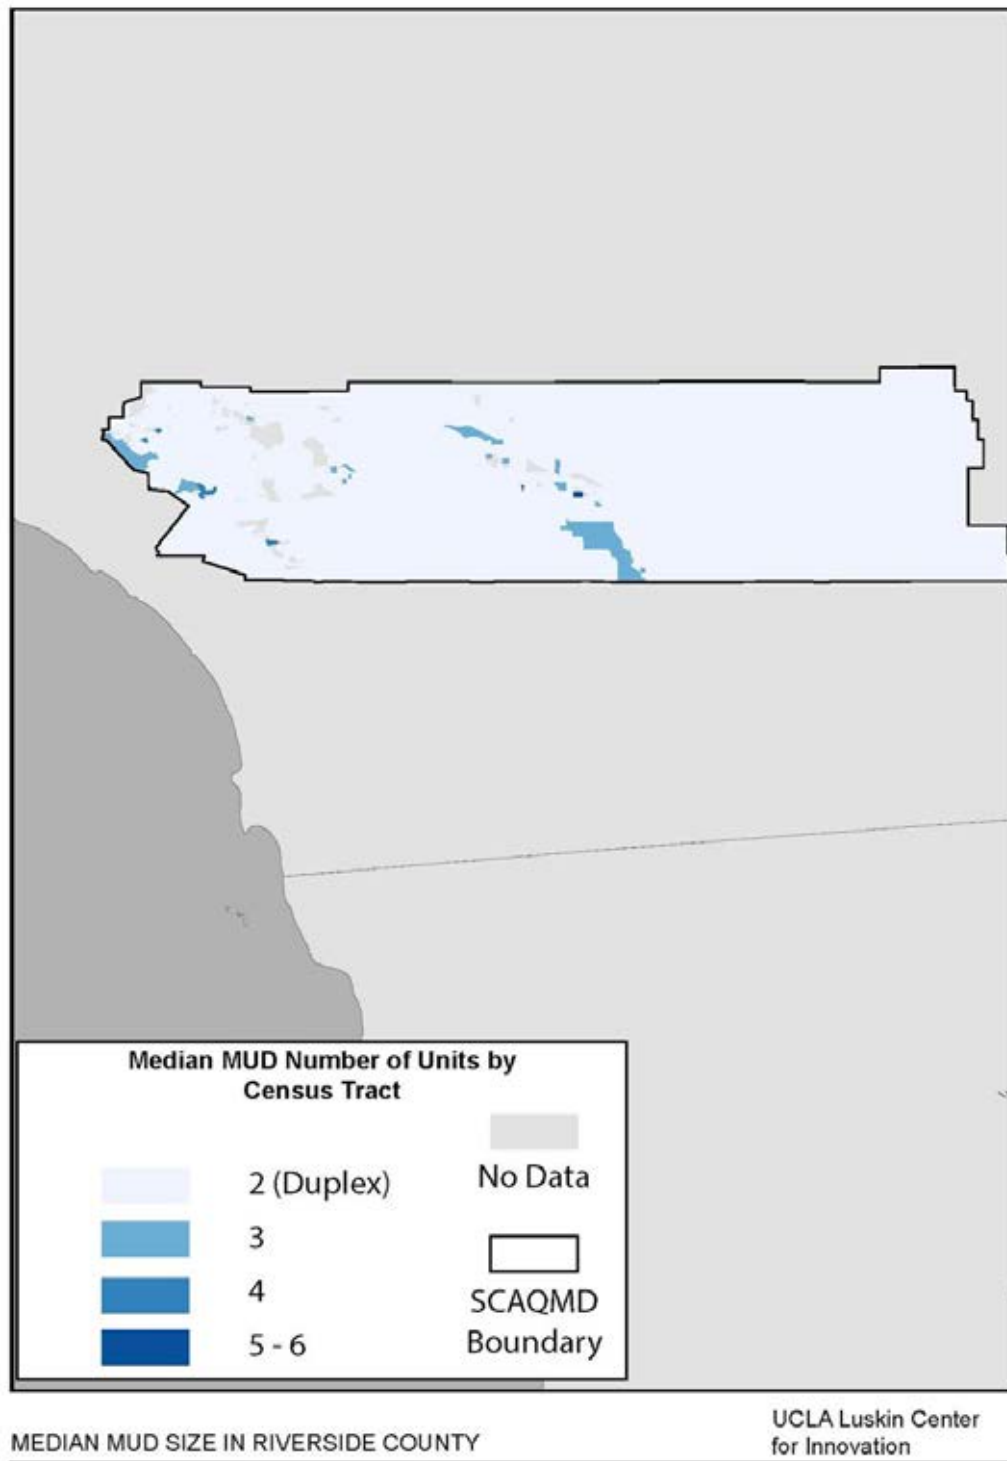 Median MUD Number of Units by
Census Tract
2 (Duplex)
3
4
5 - 6
No Data
SCAQMD
Boundary
MEDIAN MUD SIZE IN RIVERSIDE COUNTY
UCLA Luskin Center
for Innovation